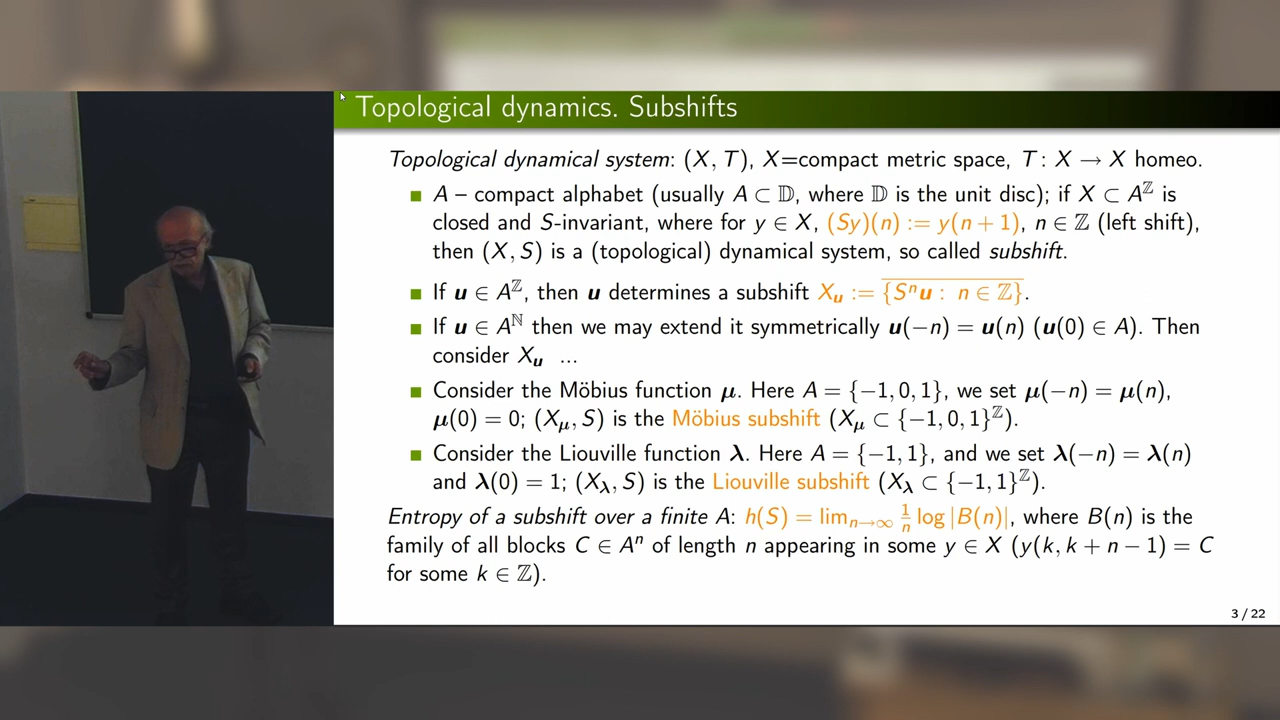 Topological dynamics. Subshifts
Topological dynamical system: (X, T), X=compact metric space, T : X → X homeo.
■ A – compact alphabet (usually A ⊂ 𝔻, where 𝔻 is the unit disc); if X ⊂ A^ℤ is
closed and S-invariant, where for y ∈ X, (Sy)(n) := y(n + 1), n ∈ ℤ (left shift),
then (X, S) is a (topological) dynamical system, so called subshift.
■ If u ∈ A^ℤ, then u determines a subshift X_u := \overline{{S^n u : n ∈ ℤ}}.
■ If u ∈ A^ℕ then we may extend it symmetrically u(−n) = u(n) (u(0) ∈ A). Then
consider X_u ...
■ Consider the Möbius function μ. Here A = {−1, 0, 1}, we set μ(−n) = μ(n),
μ(0) = 0; (X_μ, S) is the Möbius subshift (X_μ ⊂ {−1, 0, 1}^ℤ).
■ Consider the Liouville function λ. Here A = {−1, 1}, and we set λ(−n) = λ(n)
and λ(0) = 1; (X_λ, S) is the Liouville subshift (X_λ ⊂ {−1, 1}^ℤ).
Entropy of a subshift over a finite A: h(S) = lim_{n→∞} \frac{1}{n} log |B(n)|, where B(n) is the
family of all blocks C ∈ A^n of length n appearing in some y ∈ X (y(k, k + n − 1) = C
for some k ∈ ℤ).
3 / 22